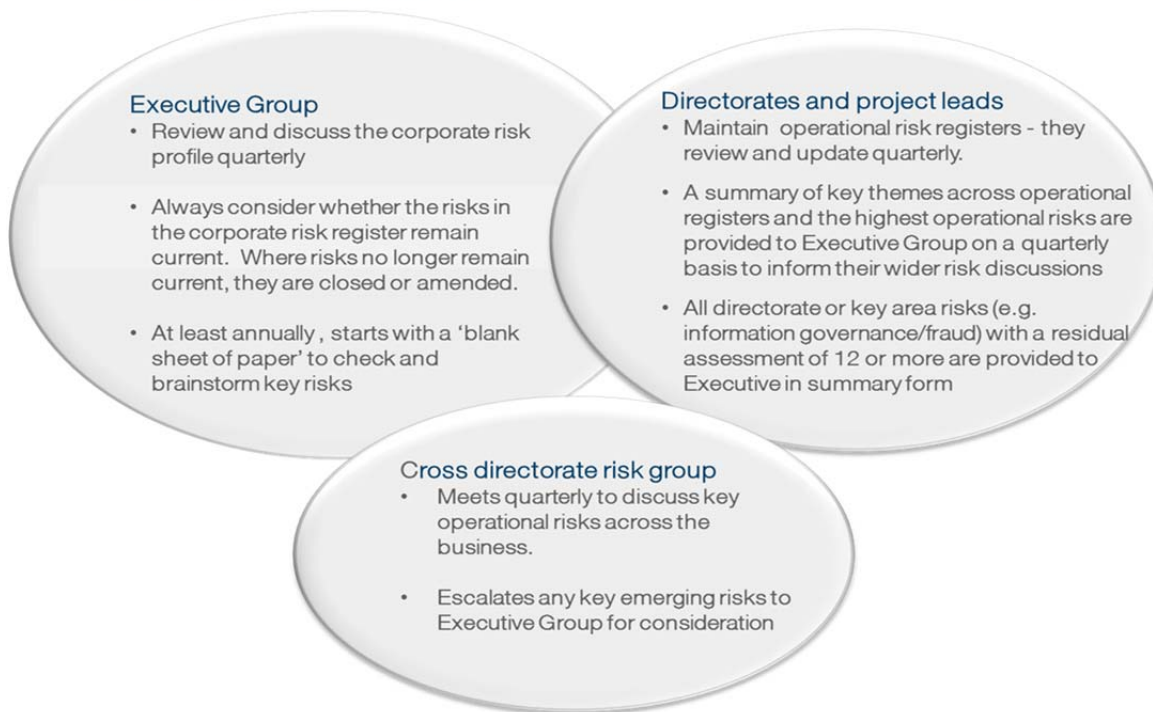 Executive Group
• Review and discuss the corporate risk
profile quarterly
• Always consider whether the risks in
the corporate risk register remain
current. Where risks no longer remain
current, they are closed or amended.
• At least annually , starts with a ‘blank
sheet of paper’ to check and
brainstorm key risks
Directorates and project leads
• Maintain operational risk registers - they
review and update quarterly.
• A summary of key themes across operational
registers and the highest operational risks are
provided to Executive Group on a quarterly
basis to inform their wider risk discussions
• All directorate or key area risks (e.g.
information governance/fraud) with a residual
assessment of 12 or more are provided to
Executive in summary form
Cross directorate risk group
• Meets quarterly to discuss key
operational risks across the
business.
• Escalates any key emerging risks to
Executive Group for consideration